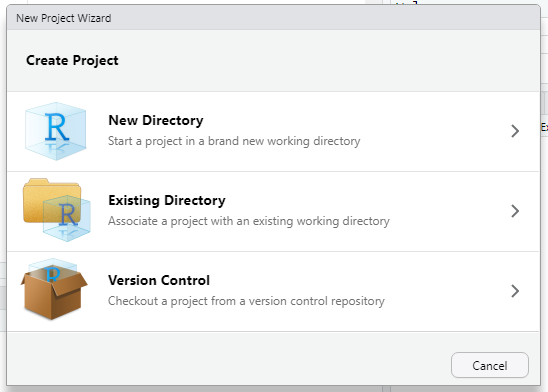 New Project Wizard
Create Project
R
New Directory
Start a project in a brand new working directory
R
Existing Directory
Associate a project with an existing working directory
R
Version Control
Checkout a project from a version control repository
Cancel